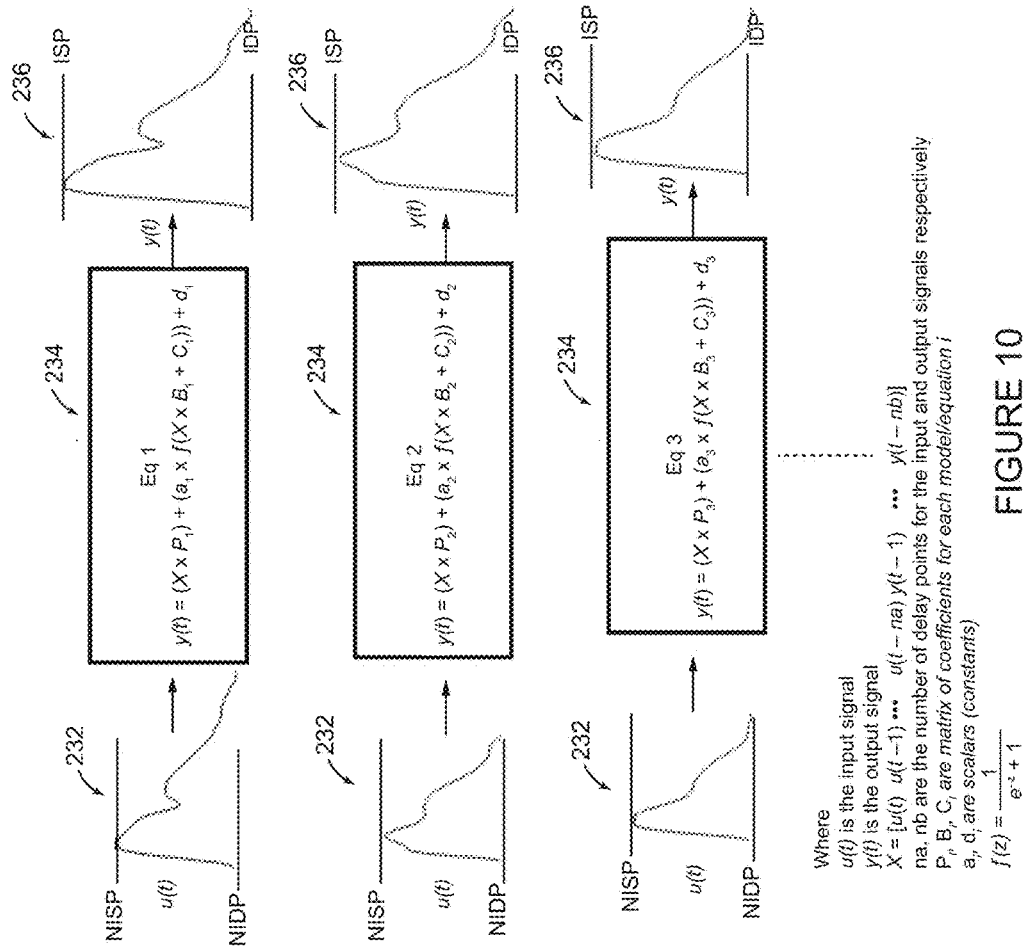 232
NISP
u(t)
NIDP
234
Eq 1
y(t) = (X x P₁) + (a₁ x f(X x B₁ + C₁)) + d₁
y(t)
236
ISP
IDP
232
NISP
u(t)
NIDP
234
Eq 2
y(t) = (X x P₂) + (a₂ x f(X x B₂ + C₂)) + d₂
y(t)
236
ISP
IDP
232
NISP
u(t)
NIDP
234
Eq 3
y(t) = (X x P₃) + (a₃ x f(X x B₃ + C₃)) + d₃
y(t)
236
ISP
IDP
Where
u(t) is the input signal
y(t) is the output signal
X = [u(t) u(t – 1) ••• u(t – na) y(t – 1) ••• y(t – nb)]
na, nb are the number of delay points for the input and output signals respectively
Pᵢ, Bᵢ, Cᵢ are matrix of coefficients for each model/equation i
aᵢ, dᵢ are scalars (constants)
f(z) = 1 / (e⁻ᶻ + 1)
FIGURE 10